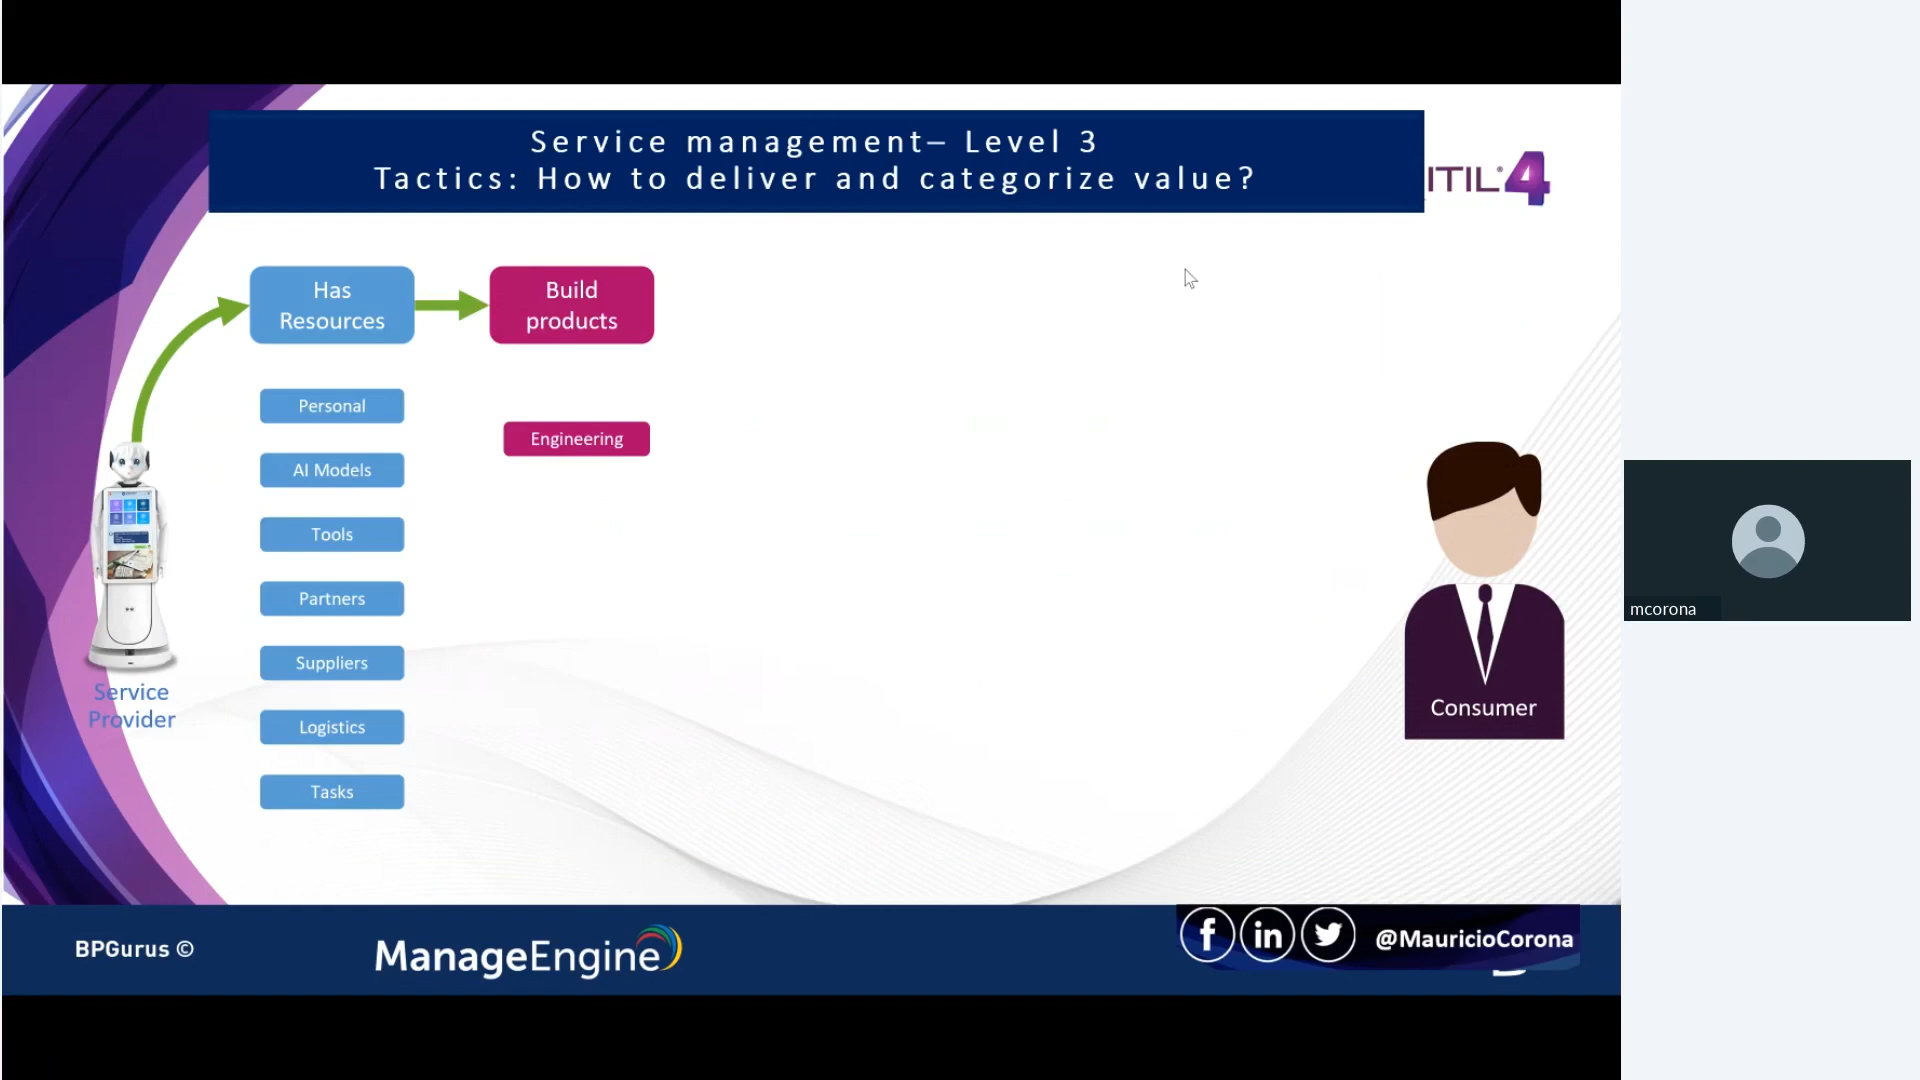 Service management– Level 3
Tactics: How to deliver and categorize value?
ITIL®4
Has
Resources
Build
products
Personal
AI Models
Tools
Partners
Suppliers
Logistics
Tasks
Engineering
Service
Provider
Consumer
mcorona
BPGurus ©
ManageEngine
f
in
@MauricioCorona